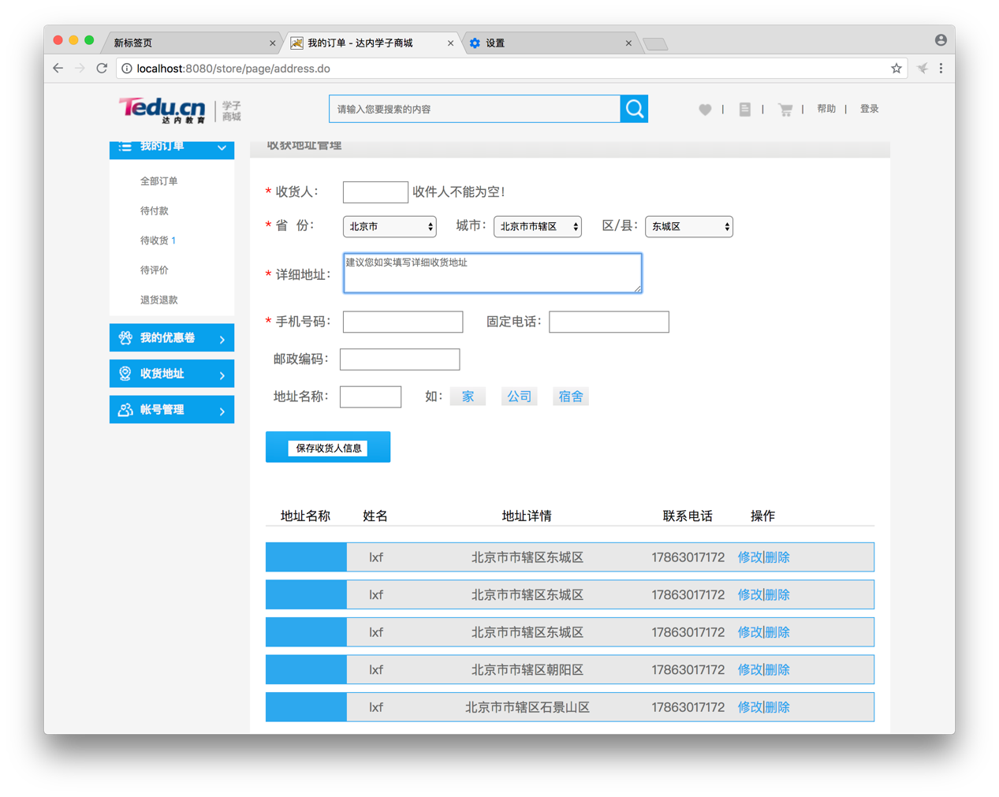 新标签页
我的订单 - 达内学子商城
设置
localhost:8080/store/page/address.do
Tedu.cn
达内教育
学子
商城
请输入您要搜索的内容
帮助
登录
我的订单
全部订单
待付款
待收货 1
待评价
退货退款
我的优惠卷
收货地址
帐号管理
收获地址管理
* 收货人： 收件人不能为空！
* 省 份： 北京市 城市： 北京市市辖区 区/县： 东城区
* 详细地址： 建议您如实填写详细收货地址
* 手机号码： 固定电话：
邮政编码：
地址名称： 如： 家 公司 宿舍
保存收货人信息
地址名称 姓名 地址详情 联系电话 操作
lxf 北京市市辖区东城区 17863017172 修改|删除
lxf 北京市市辖区东城区 17863017172 修改|删除
lxf 北京市市辖区东城区 17863017172 修改|删除
lxf 北京市市辖区朝阳区 17863017172 修改|删除
lxf 北京市市辖区石景山区 17863017172 修改|删除